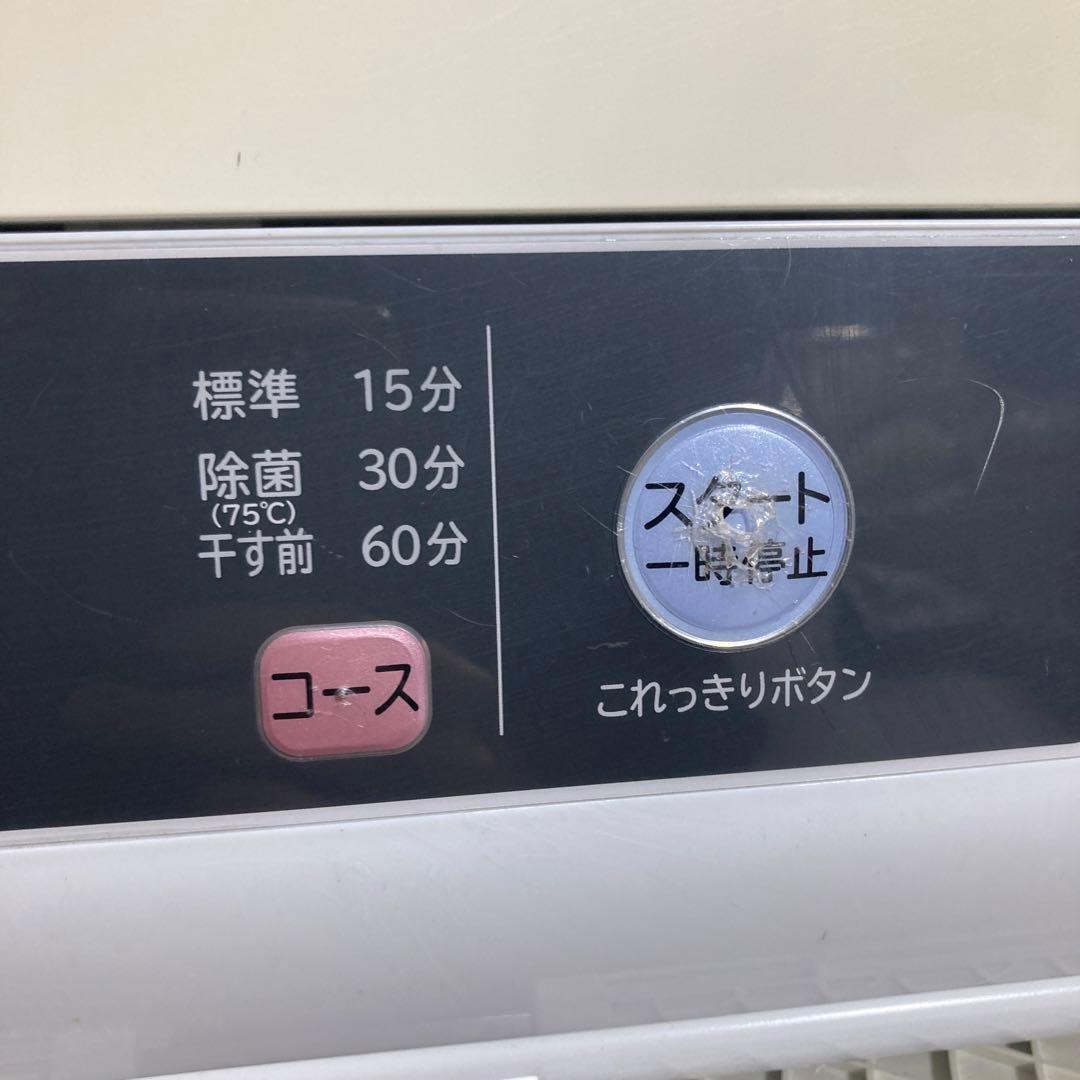 標準 15分
除菌 30分
(75℃)
干す前 60分
コース
スタート
一時停止
これっきりボタン